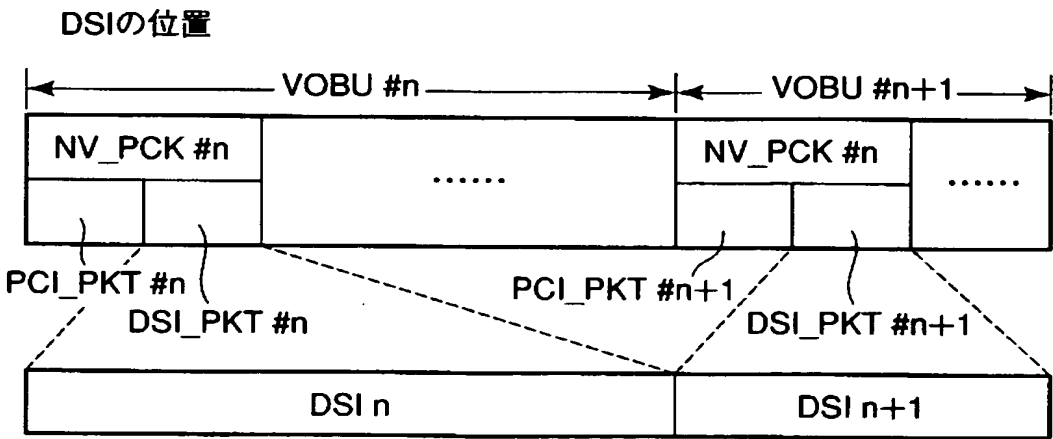 DSIの位置
VOBU #n
VOBU #n+1
NV_PCK #n
......
NV_PCK #n
......
PCI_PKT #n
DSI_PKT #n
PCI_PKT #n+1
DSI_PKT #n+1
DSI n
DSI n+1